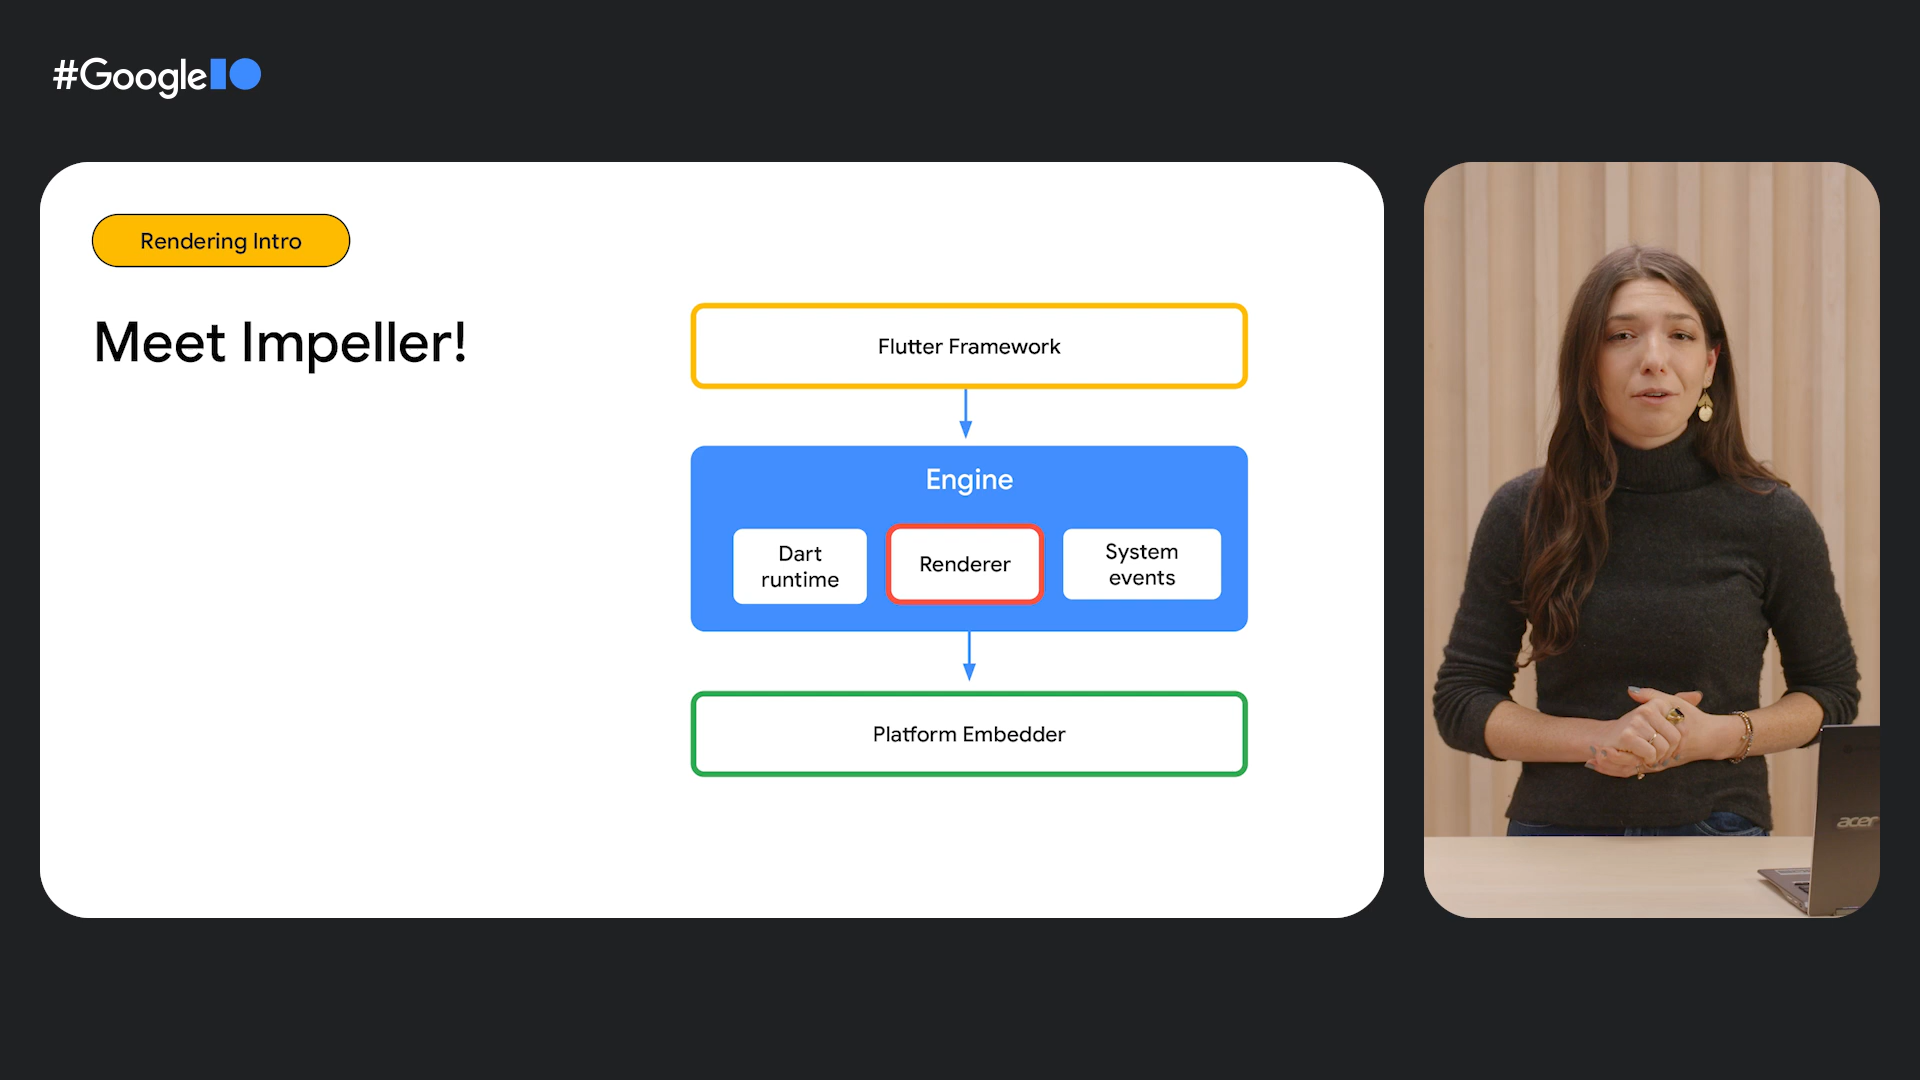 #GoogleIO
Rendering Intro
Meet Impeller!
Flutter Framework
Engine
Dart
runtime
Renderer
System
events
Platform Embedder
acer